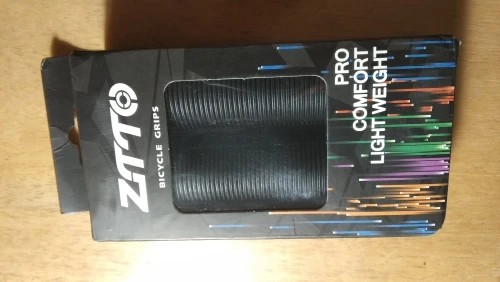 ZTTO
BICYCLE GRIPS
PRO
COMFORT
LIGHT WEIGHT